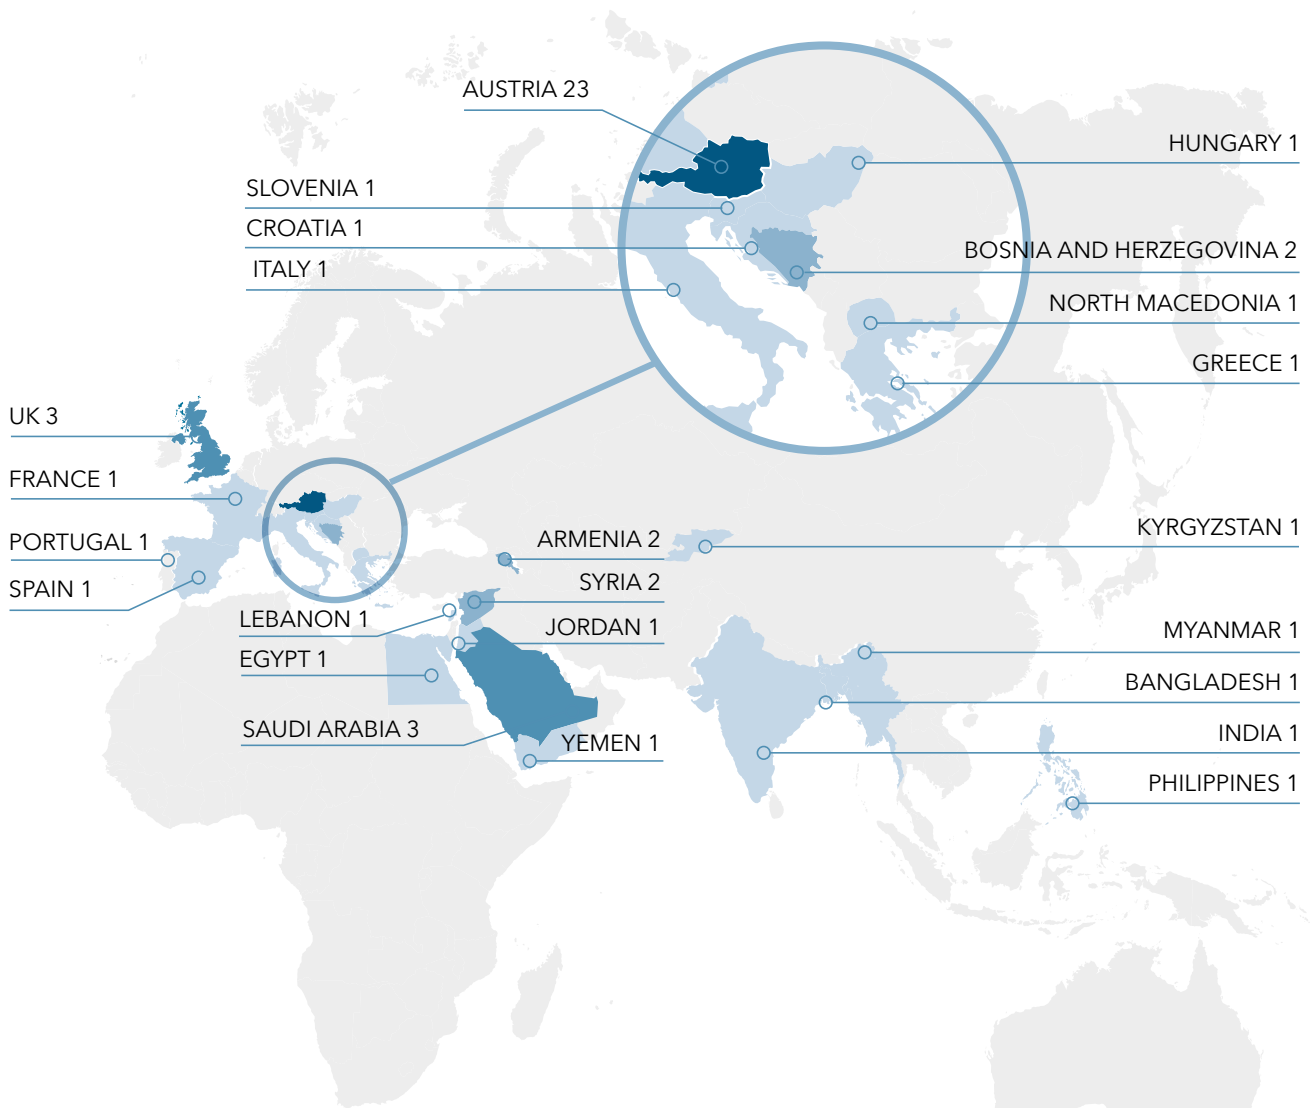 AUSTRIA 23
HUNGARY 1
SLOVENIA 1
CROATIA 1
BOSNIA AND HERZEGOVINA 2
ITALY 1
NORTH MACEDONIA 1
GREECE 1
UK 3
FRANCE 1
PORTUGAL 1
SPAIN 1
ARMENIA 2
KYRGYZSTAN 1
SYRIA 2
LEBANON 1
JORDAN 1
EGYPT 1
SAUDI ARABIA 3
YEMEN 1
MYANMAR 1
BANGLADESH 1
INDIA 1
PHILIPPINES 1